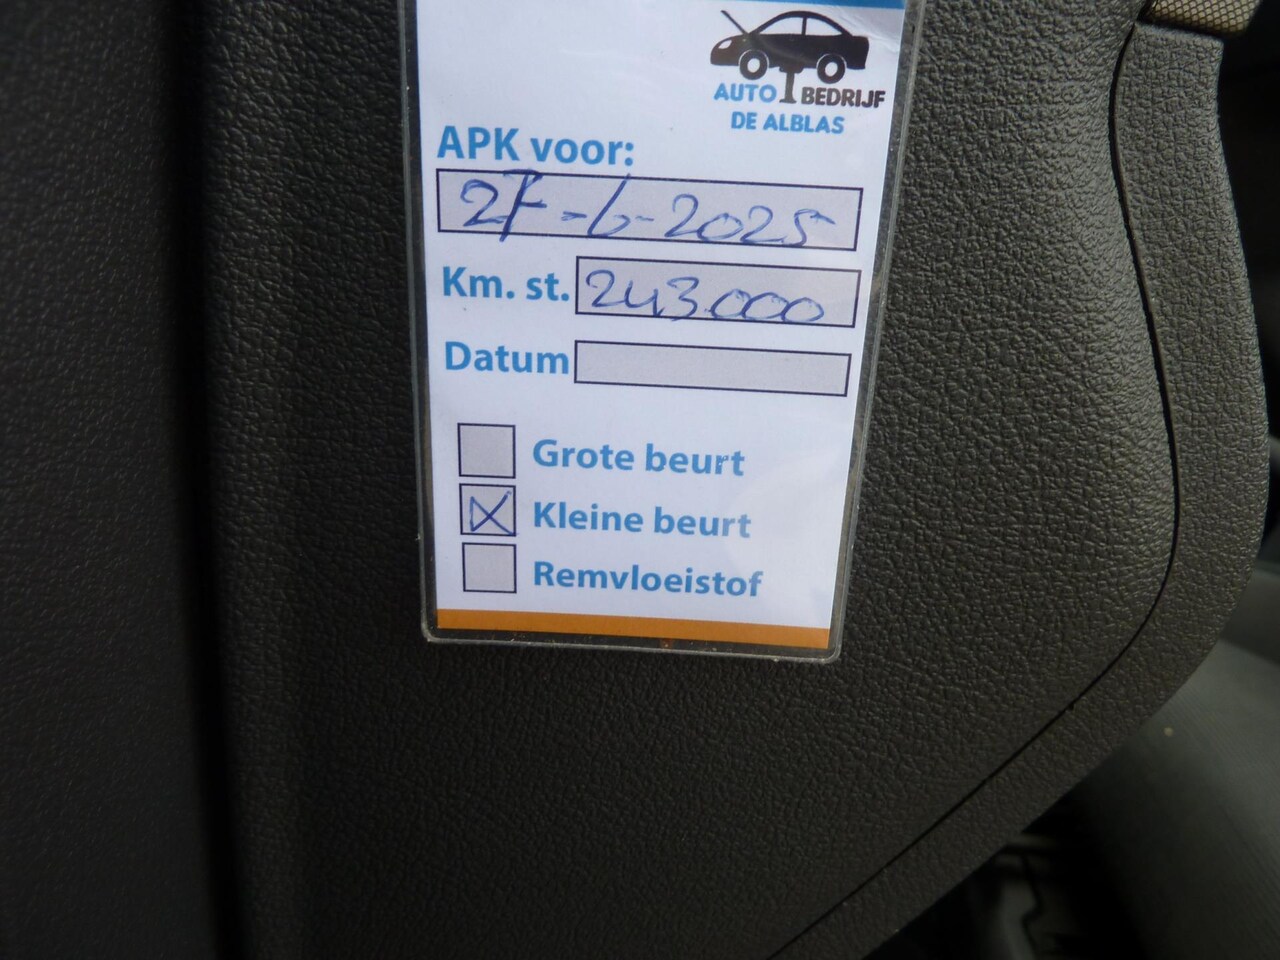 AUTO BEDRIJF
DE ALBLAS
APK voor:
27-6-2025
Km. st. 243.000
Datum
Grote beurt
Kleine beurt
Remvloeistof